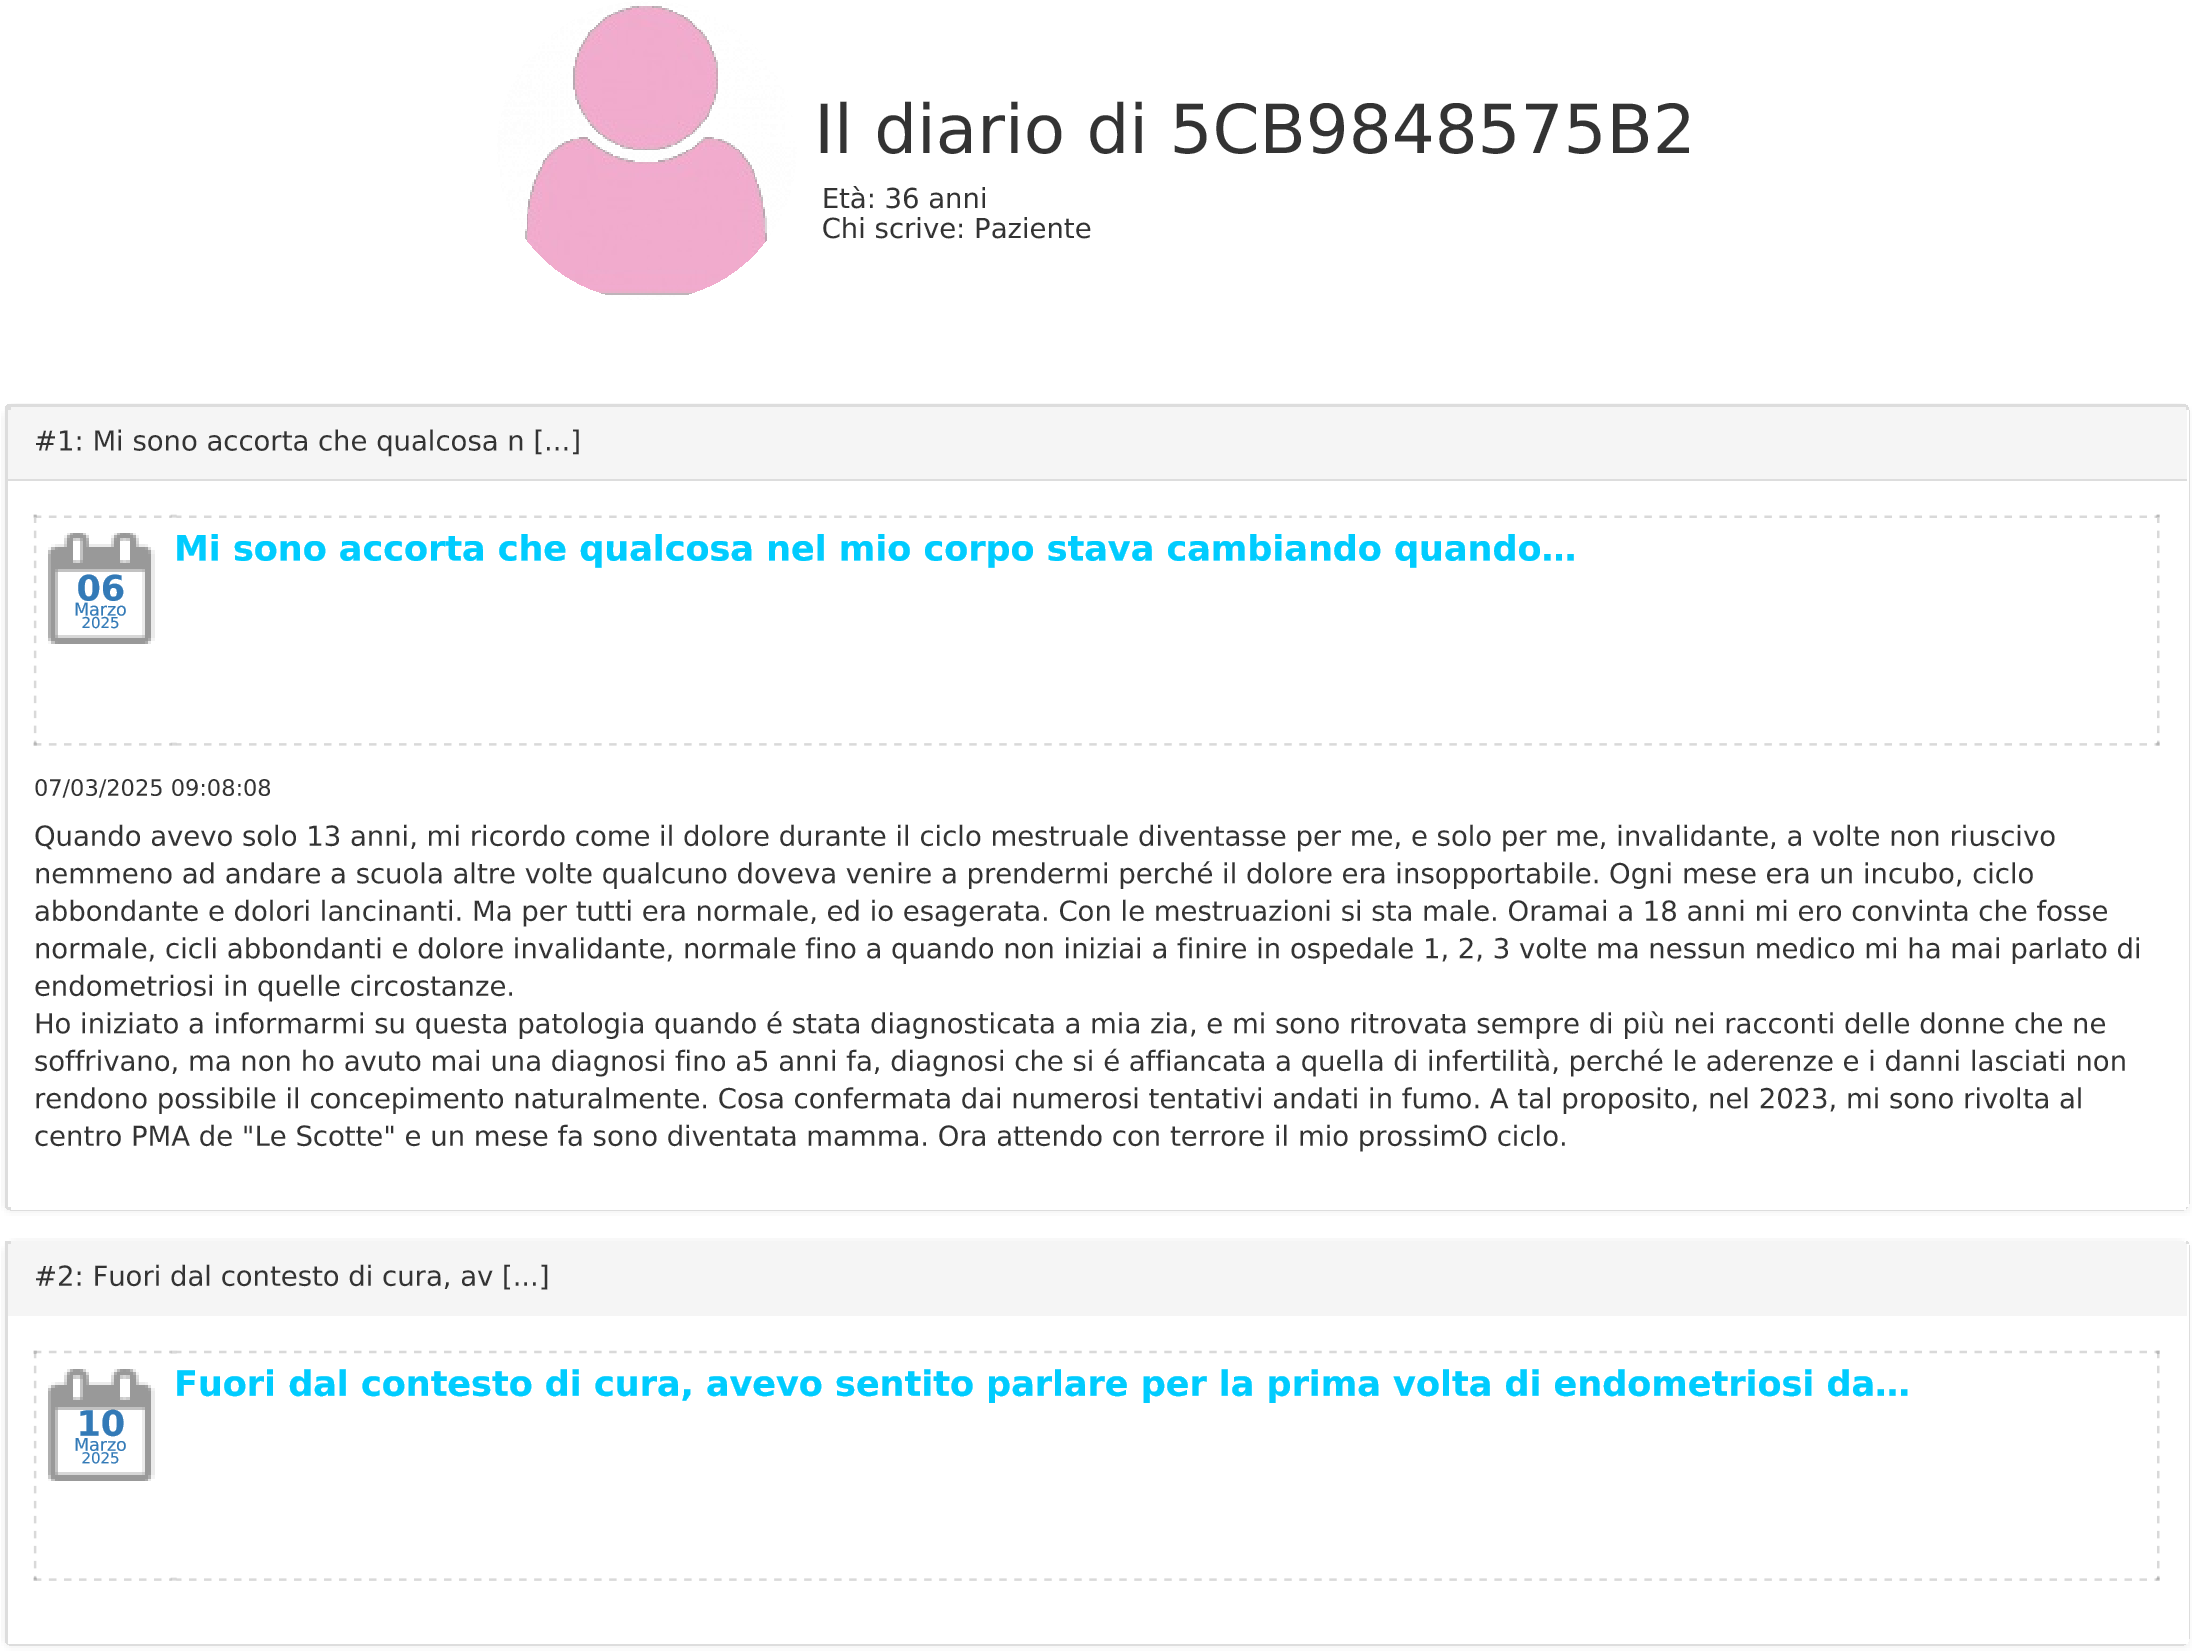 Il diario di 5CB9848575B2
Età: 36 anni
Chi scrive: Paziente
#1: Mi sono accorta che qualcosa n [...]
06
Marzo
2025
Mi sono accorta che qualcosa nel mio corpo stava cambiando quando...
07/03/2025 09:08:08
Quando avevo solo 13 anni, mi ricordo come il dolore durante il ciclo mestruale diventasse per me, e solo per me, invalidante, a volte non riuscivo
nemmeno ad andare a scuola altre volte qualcuno doveva venire a prendermi perché il dolore era insopportabile. Ogni mese era un incubo, ciclo
abbondante e dolori lancinanti. Ma per tutti era normale, ed io esagerata. Con le mestruazioni si sta male. Oramai a 18 anni mi ero convinta che fosse
normale, cicli abbondanti e dolore invalidante, normale fino a quando non iniziai a finire in ospedale 1, 2, 3 volte ma nessun medico mi ha mai parlato di
endometriosi in quelle circostanze.
Ho iniziato a informarmi su questa patologia quando é stata diagnosticata a mia zia, e mi sono ritrovata sempre di più nei racconti delle donne che ne
soffrivano, ma non ho avuto mai una diagnosi fino a5 anni fa, diagnosi che si é affiancata a quella di infertilità, perché le aderenze e i danni lasciati non
rendono possibile il concepimento naturalmente. Cosa confermata dai numerosi tentativi andati in fumo. A tal proposito, nel 2023, mi sono rivolta al
centro PMA de "Le Scotte" e un mese fa sono diventata mamma. Ora attendo con terrore il mio prossimO ciclo.
#2: Fuori dal contesto di cura, av [...]
10
Marzo
2025
Fuori dal contesto di cura, avevo sentito parlare per la prima volta di endometriosi da...